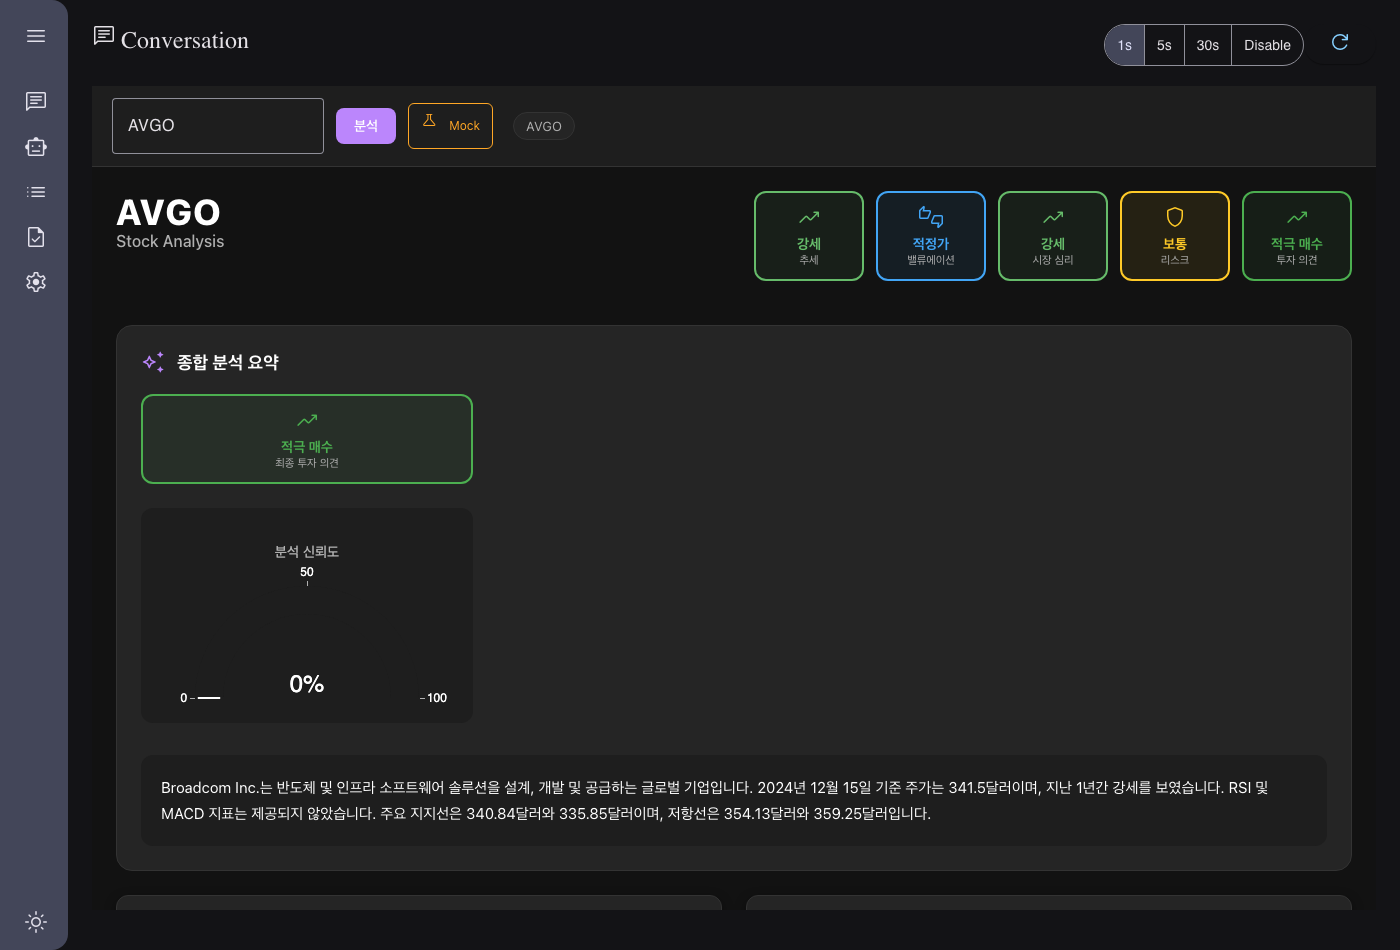 Conversation
1s 5s 30s Disable
AVGO 분석 Mock AVGO
AVGO
Stock Analysis
강세
추세
적정가
밸류에이션
강세
시장 심리
보통
리스크
적극 매수
투자 의견
종합 분석 요약
적극 매수
최종 투자 의견
분석 신뢰도
50
0%
0
100
Broadcom Inc.는 반도체 및 인프라 소프트웨어 솔루션을 설계, 개발 및 공급하는 글로벌 기업입니다. 2024년 12월 15일 기준 주가는 341.5달러이며, 지난 1년간 강세를 보였습니다. RSI 및
MACD 지표는 제공되지 않았습니다. 주요 지지선은 340.84달러와 335.85달러이며, 저항선은 354.13달러와 359.25달러입니다.